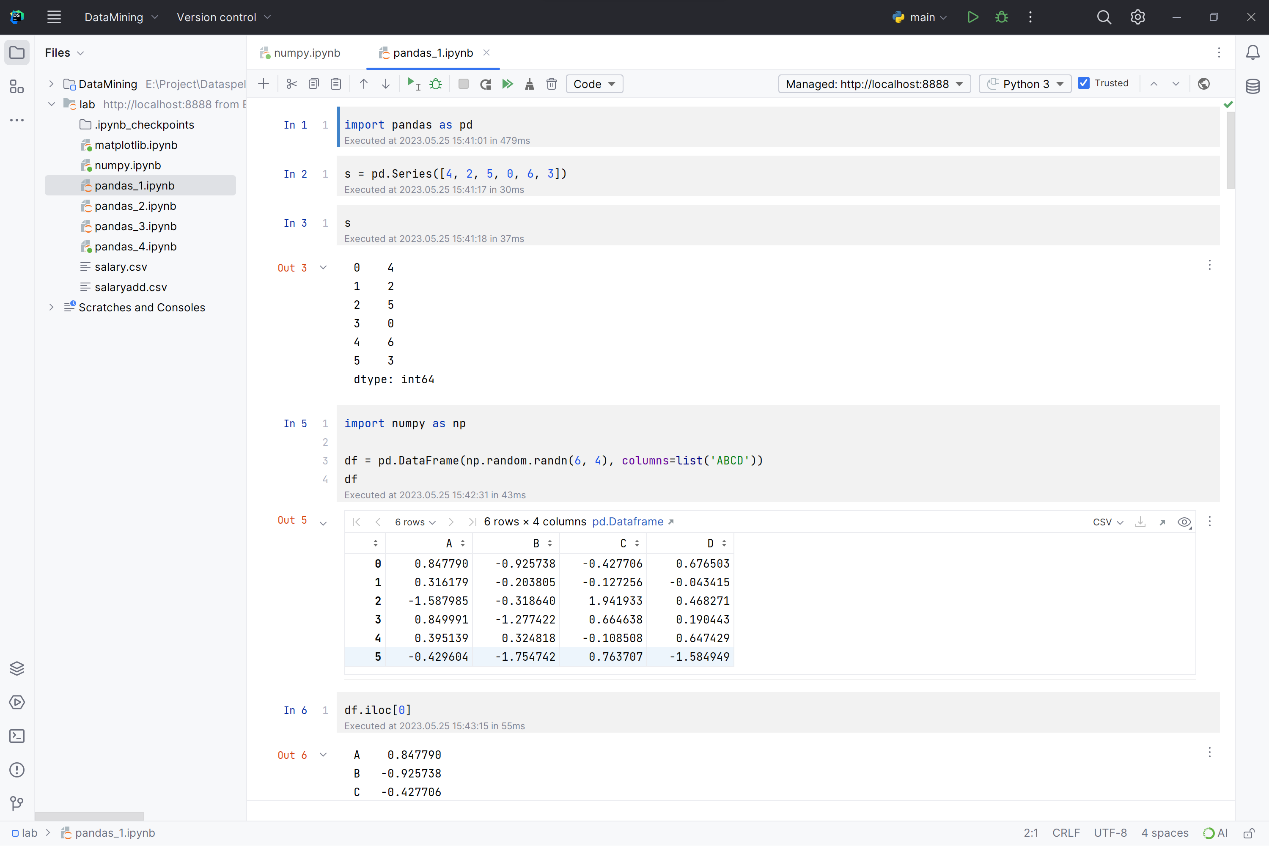 DataMining Version control main
Files
numpy.ipynb pandas_1.ipynb
Code Managed: http://localhost:8888 Python 3 Trusted
DataMining E:\Project\Dataspel
lab http://localhost:8888 from E
.ipynb_checkpoints
matplotlib.ipynb
numpy.ipynb
pandas_1.ipynb
pandas_2.ipynb
pandas_3.ipynb
pandas_4.ipynb
salary.csv
salaryadd.csv
Scratches and Consoles
In 1 1 import pandas as pd
Executed at 2023.05.25 15:41:01 in 479ms
In 2 1 s = pd.Series([4, 2, 5, 0, 6, 3])
Executed at 2023.05.25 15:41:17 in 30ms
In 3 1 s
Executed at 2023.05.25 15:41:18 in 37ms
Out 3 0 4
1 2
2 5
3 0
4 6
5 3
dtype: int64
In 5 1 import numpy as np
2
3 df = pd.DataFrame(np.random.randn(6, 4), columns=list('ABCD'))
4 df
Executed at 2023.05.25 15:42:31 in 43ms
Out 5 6 rows 6 rows × 4 columns pd.Dataframe CSV
A B C D
0 0.847790 -0.925738 -0.427706 0.676503
1 0.316179 -0.203805 -0.127256 -0.043415
2 -1.587985 -0.318640 1.941933 0.468271
3 0.849991 -1.277422 0.664638 0.190443
4 0.395139 0.324818 -0.108508 0.647429
5 -0.429604 -1.754742 0.763707 -1.584949
In 6 1 df.iloc[0]
Executed at 2023.05.25 15:43:15 in 55ms
Out 6 A 0.847790
B -0.925738
C -0.427706
lab pandas_1.ipynb 2:1 CRLF UTF-8 4 spaces AI